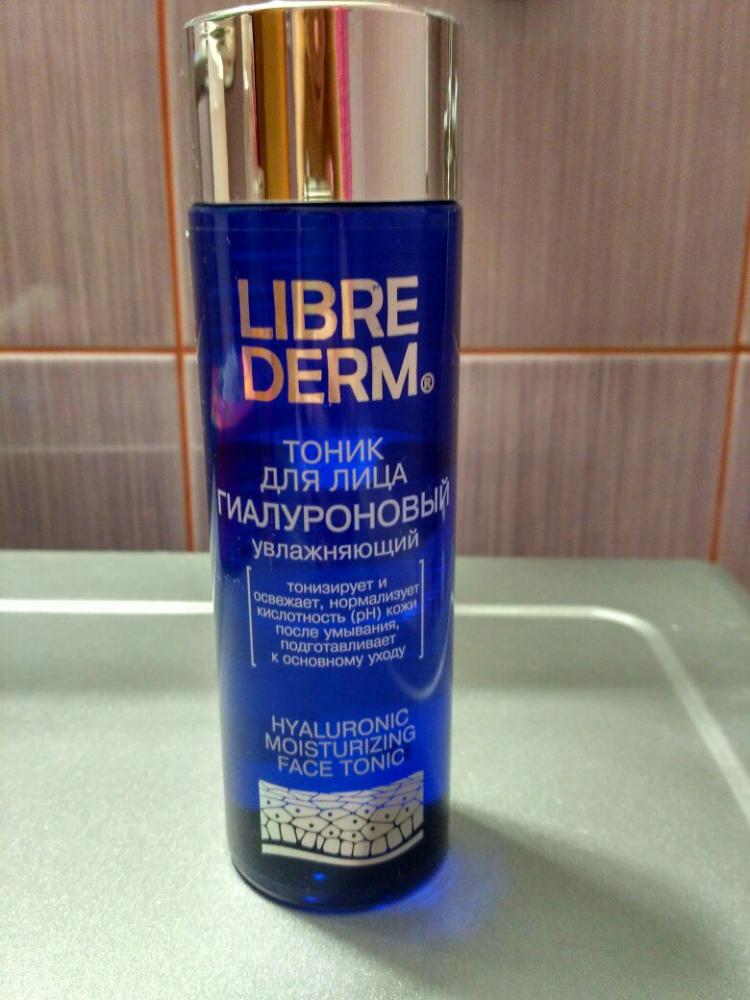 LIBRE
DERM®
ТОНИК
ДЛЯ ЛИЦА
ГИАЛУРОНОВЫЙ
увлажняющий
тонизирует и
освежает, нормализует
кислотность (pH) кожи
после умывания,
подготавливает
к основному уходу
HYALURONIC
MOISTURIZING
FACE TONIC